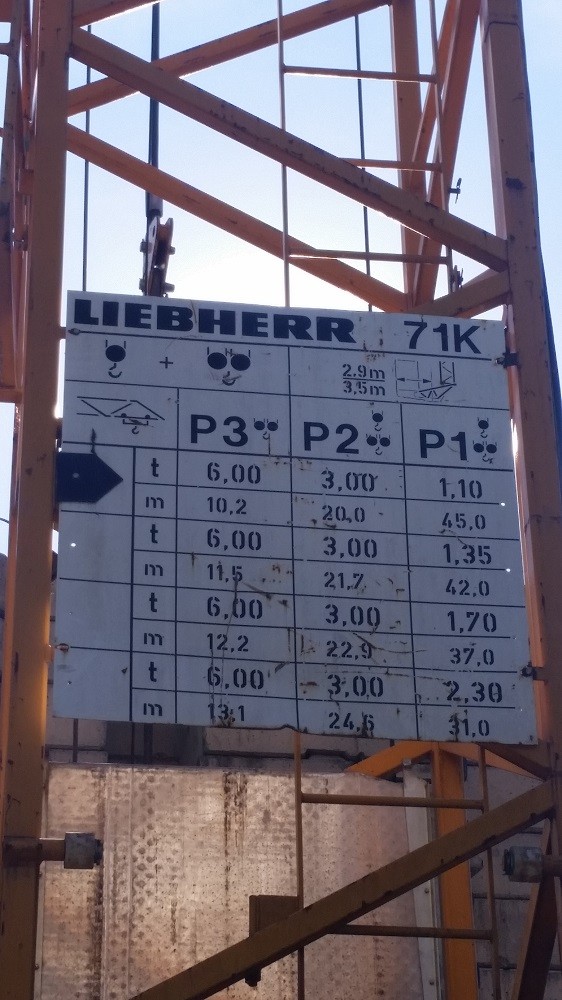 LIEBHERR 71K
+ 2,9m
3,5m
P3 P2 P1
t 6,00 3,00 1,10
m 10,2 20,0 45,0
t 6,00 3,00 1,35
m 11,5 21,7 42,0
t 6,00 3,00 1,70
m 12,2 22,9 37,0
t 6,00 3,00 2,30
m 13,1 24,6 31,0